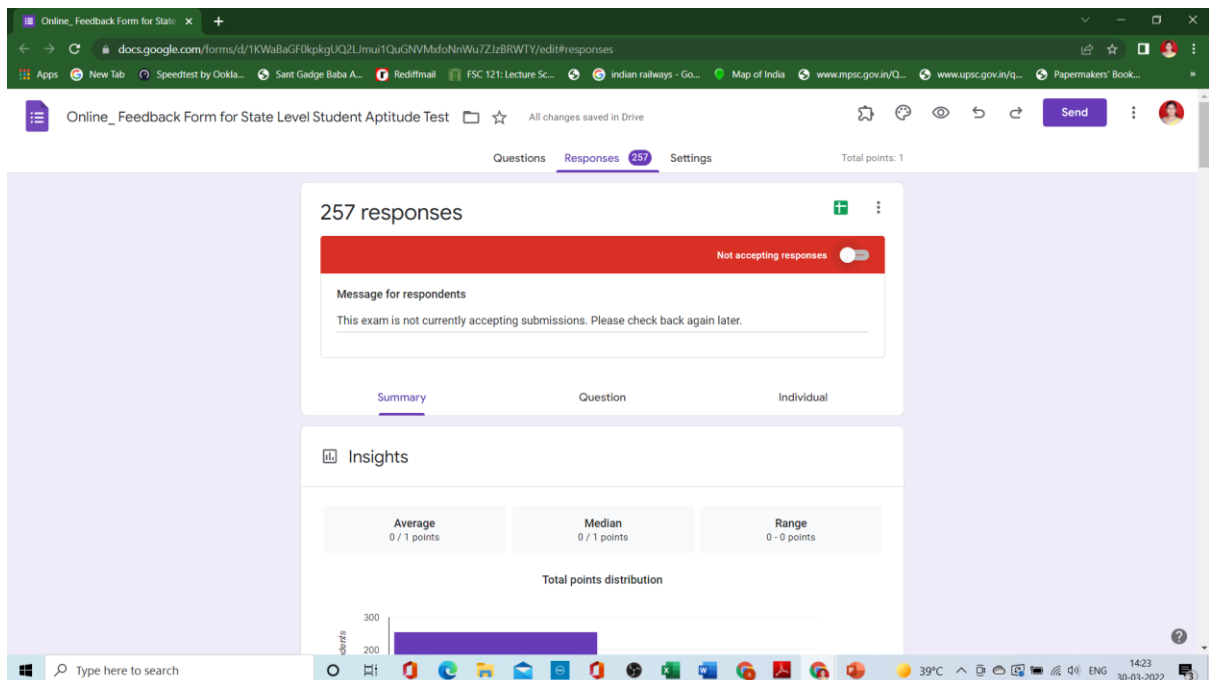 Online_ Feedback Form for State
docs.google.com/forms/d/1KWaBaGF0kpkgUQ2LJmui1QuGNVMxfoNnWu7ZJzBRWTY/edit#responses
Apps New Tab Speedtest by Ookla... Sant Gadge Baba A... Rediffmail FSC 121: Lecture Sc... indian railways - Go... Map of India www.mpsc.gov.in/Q... www.upsc.gov.in/q... Papermakers' Book... »
Online_ Feedback Form for State Level Student Aptitude Test All changes saved in Drive Send
Questions Responses 257 Settings Total points: 1
257 responses
Not accepting responses
Message for respondents
This exam is not currently accepting submissions. Please check back again later.
Summary Question Individual
Insights
Average Median Range
0 / 1 points 0 / 1 points 0 - 0 points
Total points distribution
300
200
Type here to search 39°C ENG 14:23
30-03-2022